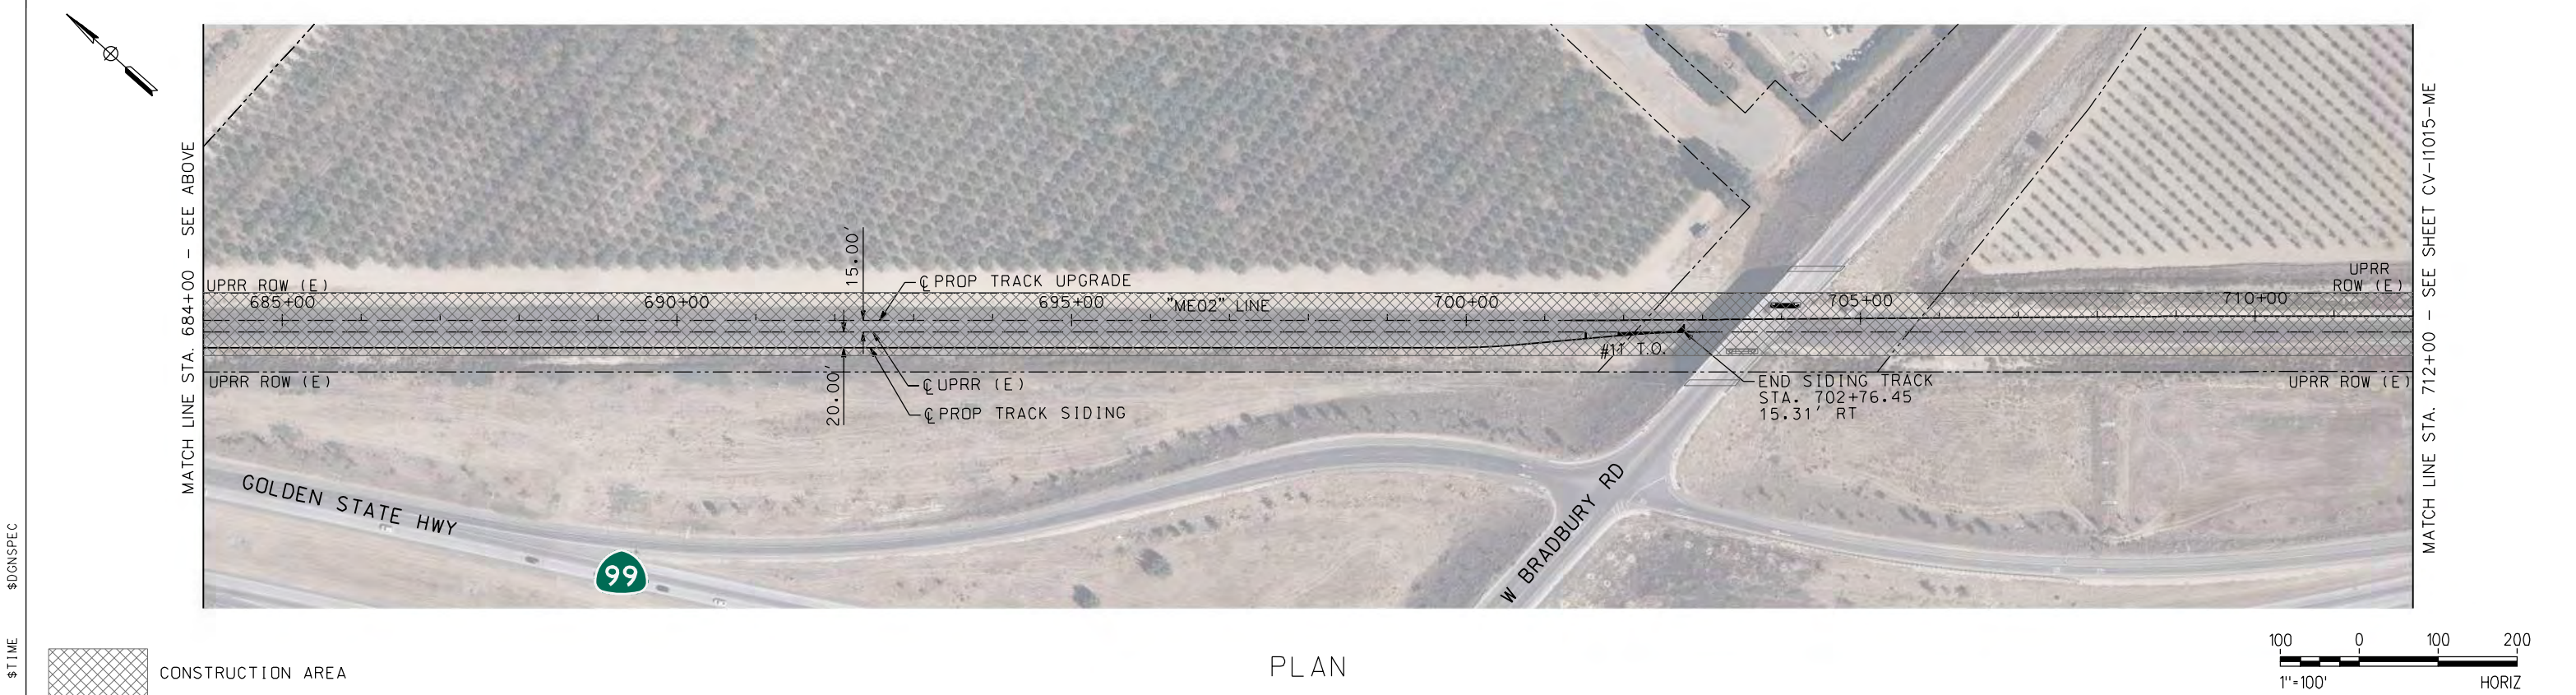 MATCH LINE STA. 684+00 - SEE ABOVE
UPRR ROW (E)
685+00
690+00
15.00'
℄ PROP TRACK UPGRADE
695+00
"ME02" LINE
700+00
705+00
710+00
UPRR
ROW (E)
#11 T.O.
UPRR ROW (E)
20.00'
℄ UPRR (E)
℄ PROP TRACK SIDING
END SIDING TRACK
STA. 702+76.45
15.31' RT
UPRR ROW (E)
MATCH LINE STA. 712+00 - SEE SHEET CV-I1015-ME
GOLDEN STATE HWY
99
W BRADBURY RD
$TIME $DGNSPEC
CONSTRUCTION AREA
PLAN
100 0 100 200
1"=100' HORIZ